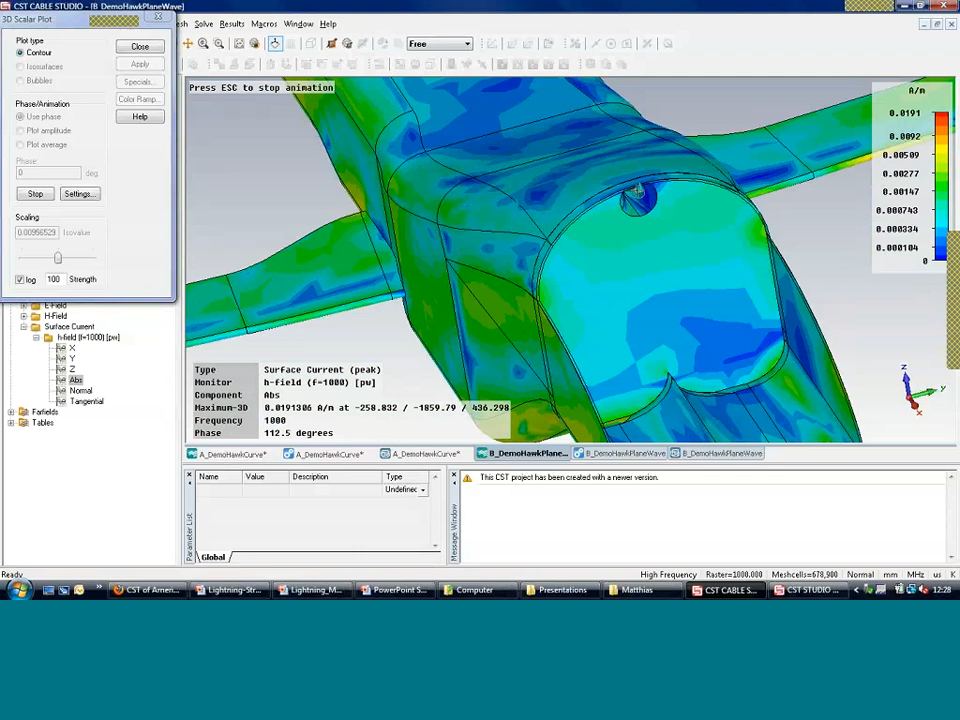 CST CABLE STUDIO - [B DemoHawkPlaneWave]
3D Scalar Plot
Solve Results Macros Window Help
Plot type
Contour
Isosurfaces
Bubbles
Close
Apply
Specials...
Color Ramp...
Help
Phase/Animation
Use phase
Plot amplitude
Plot average
Phase:
0 deg
Stop Settings...
Scaling
0.00956529 Isovalue
log 100 Strength
Free
Press ESC to stop animation
A/m
0.0191
0.0092
0.00509
0.00277
0.00147
0.000743
0.000334
0.000104
0
E-Field
H-Field
Surface Current
h-field (f=1000) [pw]
X
Y
Z
Abs
Normal
Tangential
Farfields
Tables
Type Surface Current (peak)
Monitor h-field (f=1000) [pw]
Component Abs
Maximum-3D 0.0191306 A/m at -258.832 / -1859.79 / 436.298
Frequency 1000
Phase 112.5 degrees
z
y
x
A_DemoHawkCurve* A_DemoHawkCurve* A_DemoHawkCurve* B_DemoHawkPlane... B_DemoHawkPlaneWave B_DemoHawkPlaneWave
Parameter List
Name Value Description Type
Undefined
Global
Message Window
This CST project has been created with a newer version.
Ready
High Frequency Raster=1000.000 Meshcells=678,900 Normal mm MHz us K
CST of Ameri... Lightning-Str... Lightning_M... PowerPoint S... Computer Presentations Matthias CST CABLE S... CST STUDIO ... 12:28